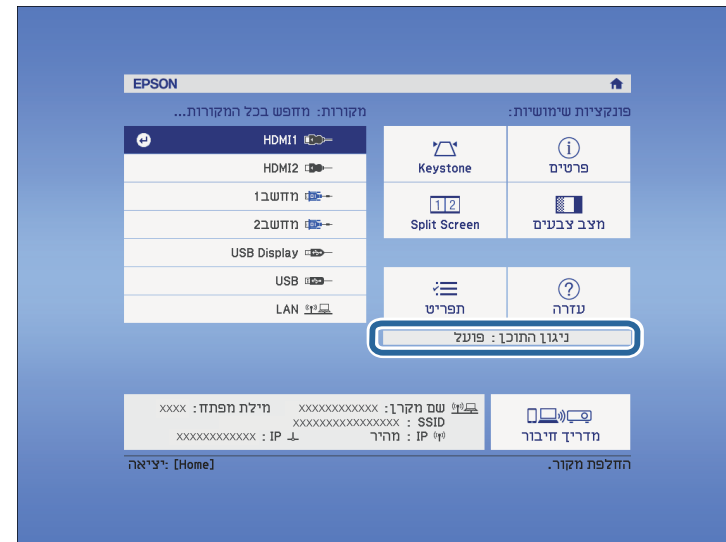 EPSON
פונקציות שימושיות:
מקורות: מחפש בכל המקורות...
פרטים
Keystone
מצב צבעים
Split Screen
עזרה
תפריט
ניגון התוכן: פועל
HDMI1
HDMI2
מחשב1
מחשב2
USB Display
USB
LAN
מדריך חיבור
שם מקרן: xxxxxxxxxxxx מילת מפתח: xxxx
SSID : xxxxxxxxxxxxxxx
IP : מהיר IP : xxxxxxxxxxxx
החלפת מקור.
[Home] :יציאה